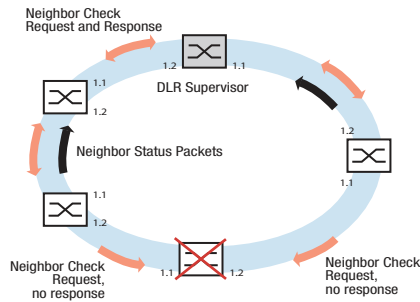 Neighbor Check
Request and Response
1.2
1.1
DLR Supervisor
1.1
1.2
1.2
1.1
Neighbor Status Packets
1.1
1.2
Neighbor Check
Request,
no response
1.1
1.2
Neighbor Check
Request,
no response